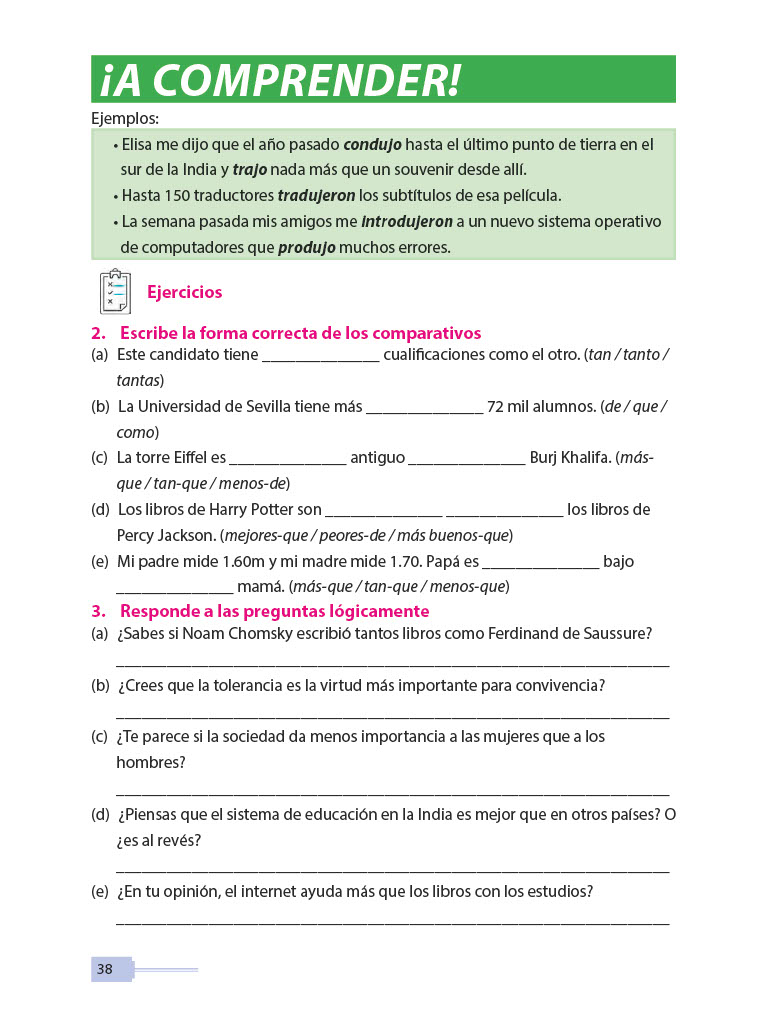 ¡A COMPRENDER!
Ejemplos:
• Elisa me dijo que el año pasado condujo hasta el último punto de tierra en el
sur de la India y trajo nada más que un souvenir desde allí.
• Hasta 150 traductores tradujeron los subtítulos de esa película.
• La semana pasada mis amigos me introdujeron a un nuevo sistema operativo
de computadores que produjo muchos errores.
Ejercicios
2. Escribe la forma correcta de los comparativos
(a) Este candidato tiene ______________ cualificaciones como el otro. (tan / tanto /
tantas)
(b) La Universidad de Sevilla tiene más ______________ 72 mil alumnos. (de / que /
como)
(c) La torre Eiffel es ______________ antiguo ______________ Burj Khalifa. (más-
que / tan-que / menos-de)
(d) Los libros de Harry Potter son ______________ ______________ los libros de
Percy Jackson. (mejores-que / peores-de / más buenos-que)
(e) Mi padre mide 1.60m y mi madre mide 1.70. Papá es ______________ bajo
______________ mamá. (más-que / tan-que / menos-que)
3. Responde a las preguntas lógicamente
(a) ¿Sabes si Noam Chomsky escribió tantos libros como Ferdinand de Saussure?
(b) ¿Crees que la tolerancia es la virtud más importante para convivencia?
(c) ¿Te parece si la sociedad da menos importancia a las mujeres que a los
hombres?
(d) ¿Piensas que el sistema de educación en la India es mejor que en otros países? O
¿es al revés?
(e) ¿En tu opinión, el internet ayuda más que los libros con los estudios?
38